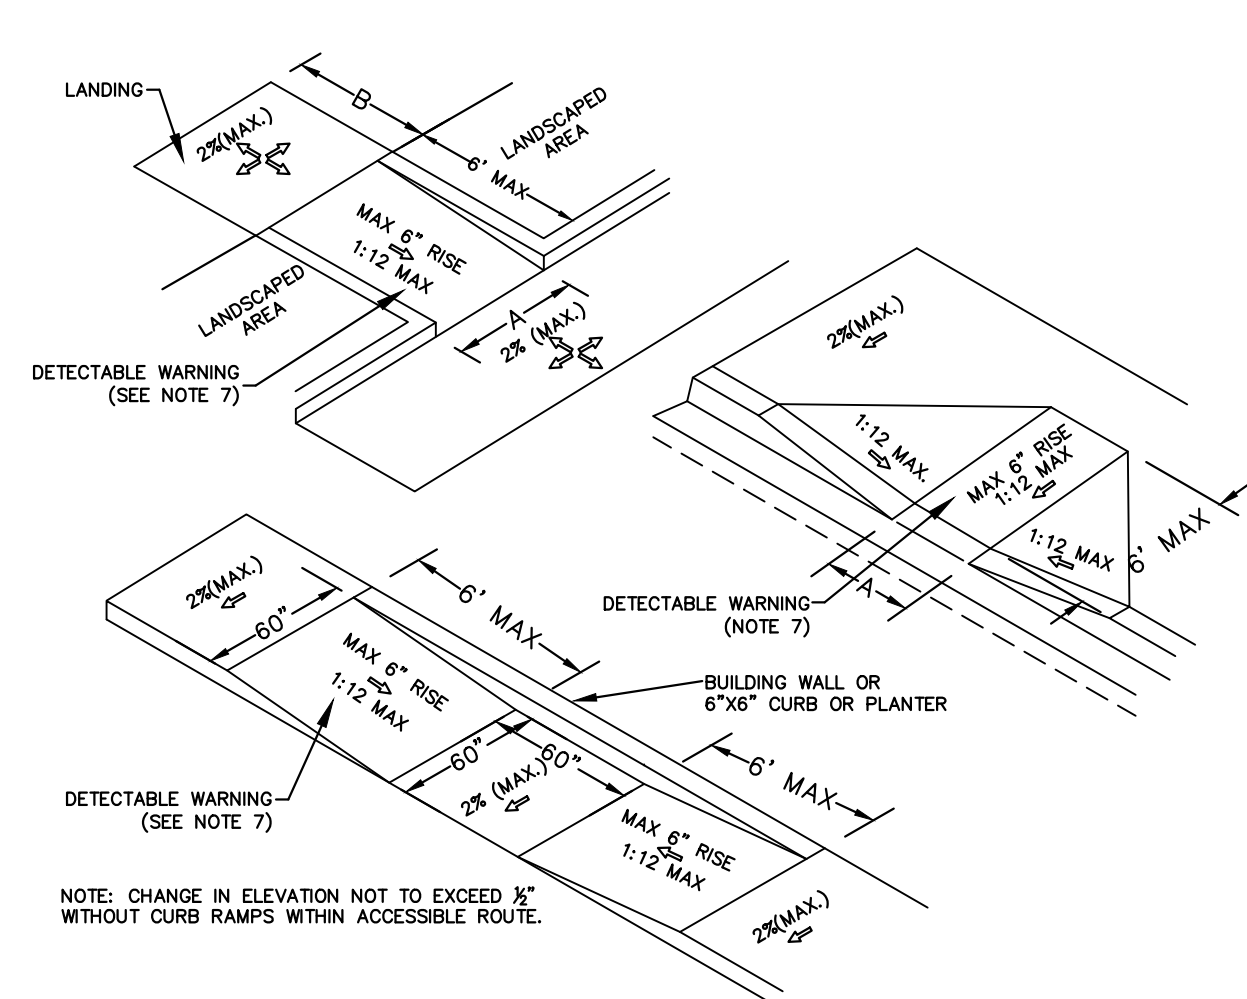 LANDING
2%(MAX.)
B
6' MAX
LANDSCAPED
AREA
MAX 6" RISE
1:12 MAX
LANDSCAPED
AREA
A
2% (MAX.)
DETECTABLE WARNING
(SEE NOTE 7)
2%(MAX.)
1:12 MAX.
MAX 6" RISE
1:12 MAX
1:12 MAX
6' MAX
A
DETECTABLE WARNING
(NOTE 7)
2%(MAX.)
60"
6' MAX
MAX 6" RISE
1:12 MAX
BUILDING WALL OR
6"X6" CURB OR PLANTER
60"
60"
2% (MAX.)
6' MAX
DETECTABLE WARNING
(SEE NOTE 7)
MAX 6" RISE
1:12 MAX
2%(MAX.)
NOTE: CHANGE IN ELEVATION NOT TO EXCEED ½"
WITHOUT CURB RAMPS WITHIN ACCESSIBLE ROUTE.